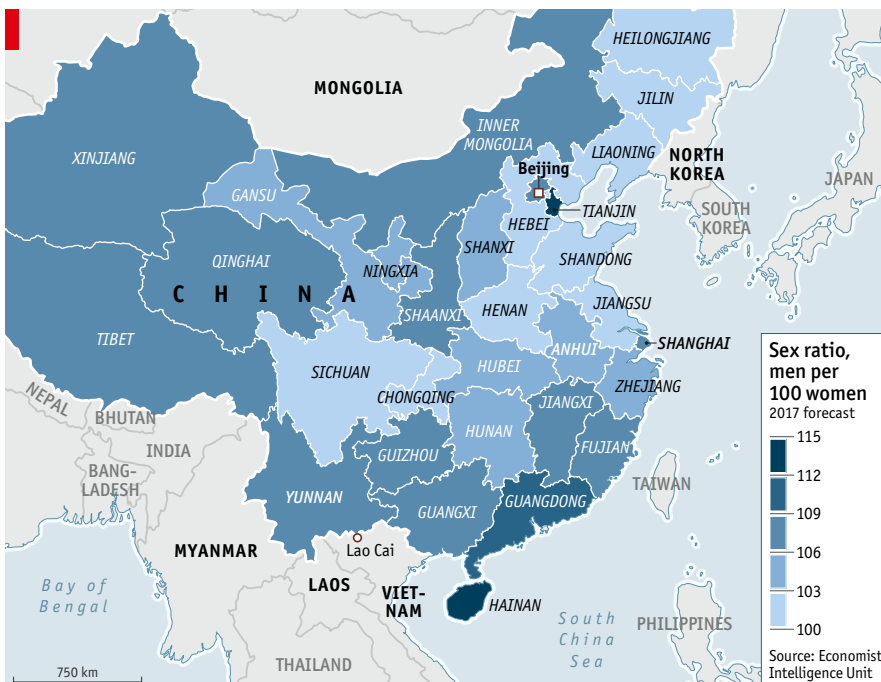 HEILONGJIANG
MONGOLIA
JILIN
INNER
MONGOLIA
XINJIANG
LIAONING
NORTH
KOREA
Beijing
JAPAN
GANSU
TIANJIN
SOUTH
KOREA
HEBEI
SHANXI
QINGHAI
NINGXIA
SHANDONG
CHINA
JIANGSU
HENAN
SHAANXI
TIBET
SHANGHAI
ANHUI
HUBEI
SICHUAN
ZHEJIANG
CHONGQING
JIANGXI
NEPAL
BHUTAN
HUNAN
INDIA
FUJIAN
GUIZHOU
BANG-
LADESH
TAIWAN
YUNNAN
GUANGDONG
GUANGXI
MYANMAR
Lao Cai
LAOS
VIET-
NAM
HAINAN
Bay of
Bengal
South
China
Sea
PHILIPPINES
THAILAND
750 km
Sex ratio,
men per
100 women
2017 forecast
115
112
109
106
103
100
Source: Economist
Intelligence Unit